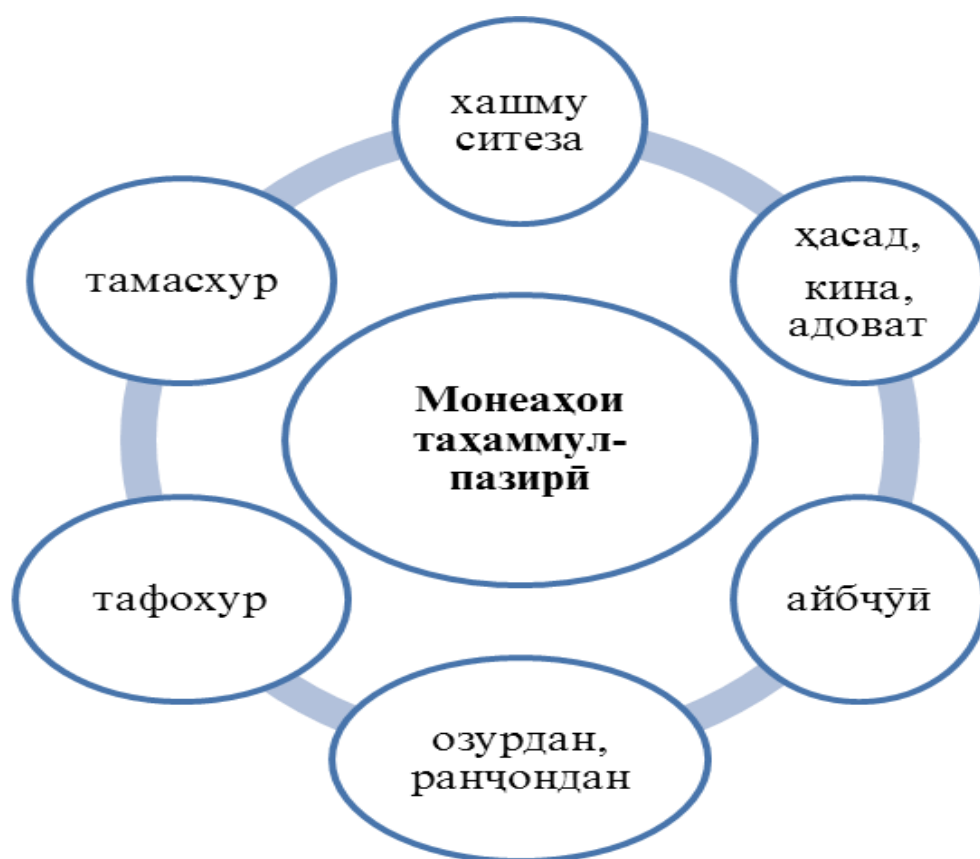 хашму
ситеза
ҳасад,
кина,
адоват
айбҷӯӣ
озурдан,
ранҷондан
тафохур
тамасхур
Монеаҳои
таҳаммул-
пазирӣ